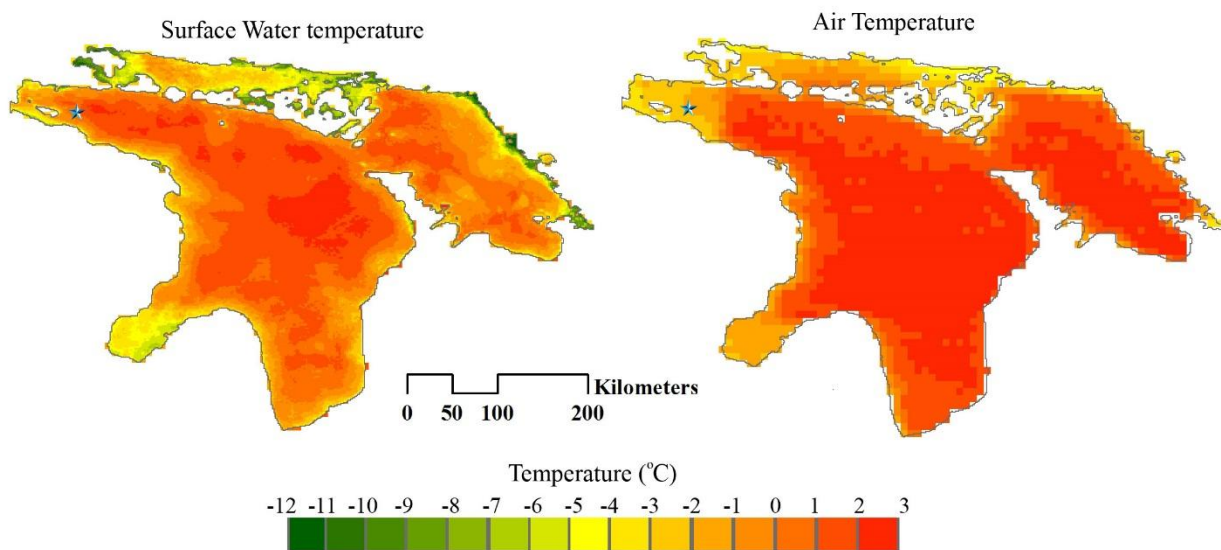 Surface Water temperature
Air Temperature
Kilometers
0 50 100 200
Temperature (°C)
-12 -11 -10 -9 -8 -7 -6 -5 -4 -3 -2 -1 0 1 2 3